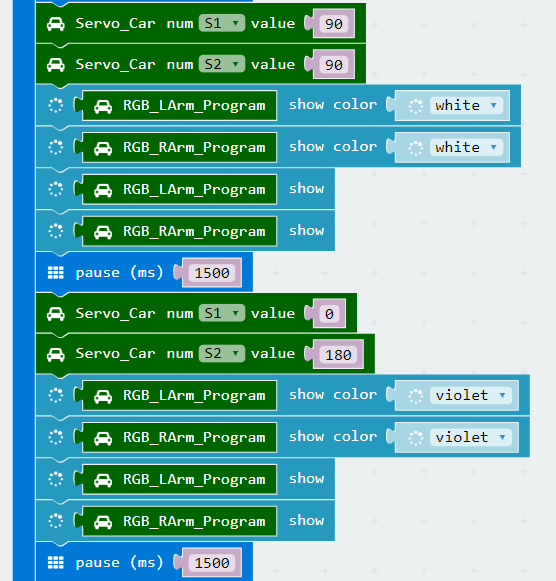 Servo_Car num S1 value 90
Servo_Car num S2 value 90
RGB_LArm_Program show color white
RGB_RArm_Program show color white
RGB_LArm_Program show
RGB_RArm_Program show
pause (ms) 1500
Servo_Car num S1 value 0
Servo_Car num S2 value 180
RGB_LArm_Program show color violet
RGB_RArm_Program show color violet
RGB_LArm_Program show
RGB_RArm_Program show
pause (ms) 1500